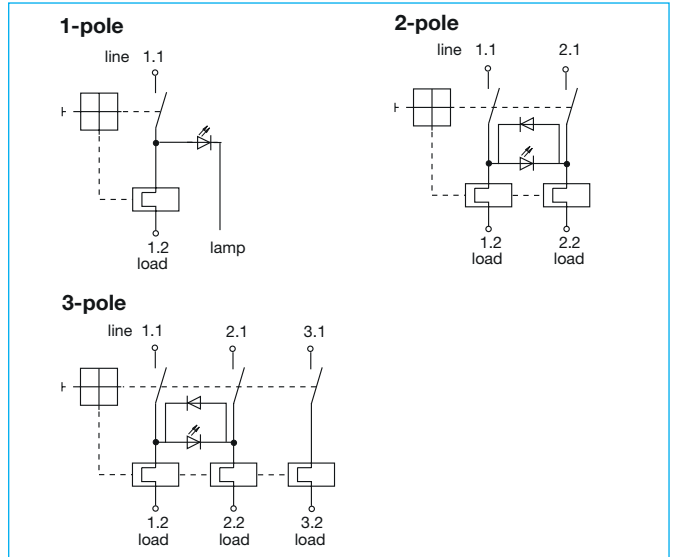 1-pole
line 1.1
1.2
load
lamp
2-pole
line 1.1 2.1
1.2 2.2
load load
3-pole
line 1.1 2.1 3.1
1.2 2.2 3.2
load load load